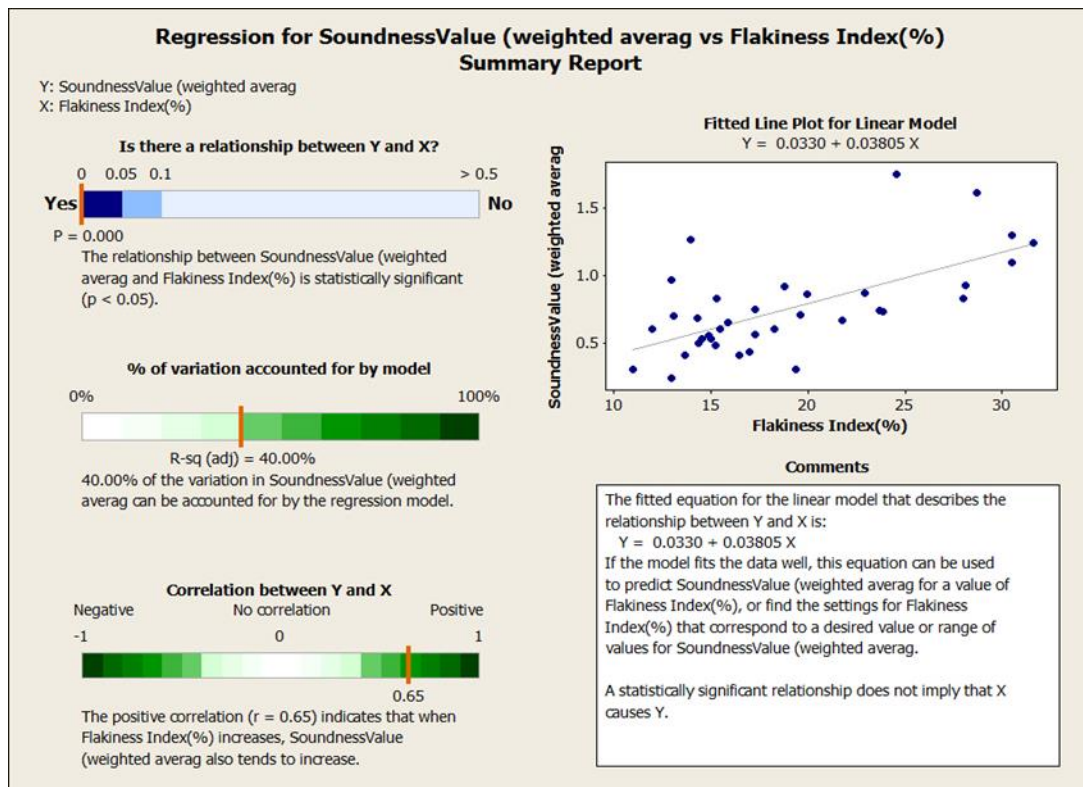 Regression for SoundnessValue (weighted averag vs Flakiness Index(%)
Summary Report
Y: SoundnessValue (weighted averag
X: Flakiness Index(%)
Is there a relationship between Y and X?
0 0.05 0.1 > 0.5
Yes No
P = 0.000
The relationship between SoundnessValue (weighted
averag and Flakiness Index(%) is statistically significant
(p < 0.05).
% of variation accounted for by model
0% 100%
R-sq (adj) = 40.00%
40.00% of the variation in SoundnessValue (weighted
averag can be accounted for by the regression model.
Correlation between Y and X
Negative No correlation Positive
-1 0 1
0.65
The positive correlation (r = 0.65) indicates that when
Flakiness Index(%) increases, SoundnessValue
(weighted averag also tends to increase.
Fitted Line Plot for Linear Model
Y = 0.0330 + 0.03805 X
SoundnessValue (weighted averag
1.5
1.0
0.5
10 15 20 25 30
Flakiness Index(%)
Comments
The fitted equation for the linear model that describes the
relationship between Y and X is:
Y = 0.0330 + 0.03805 X
If the model fits the data well, this equation can be used
to predict SoundnessValue (weighted averag for a value of
Flakiness Index(%), or find the settings for Flakiness
Index(%) that correspond to a desired value or range of
values for SoundnessValue (weighted averag.
A statistically significant relationship does not imply that X
causes Y.